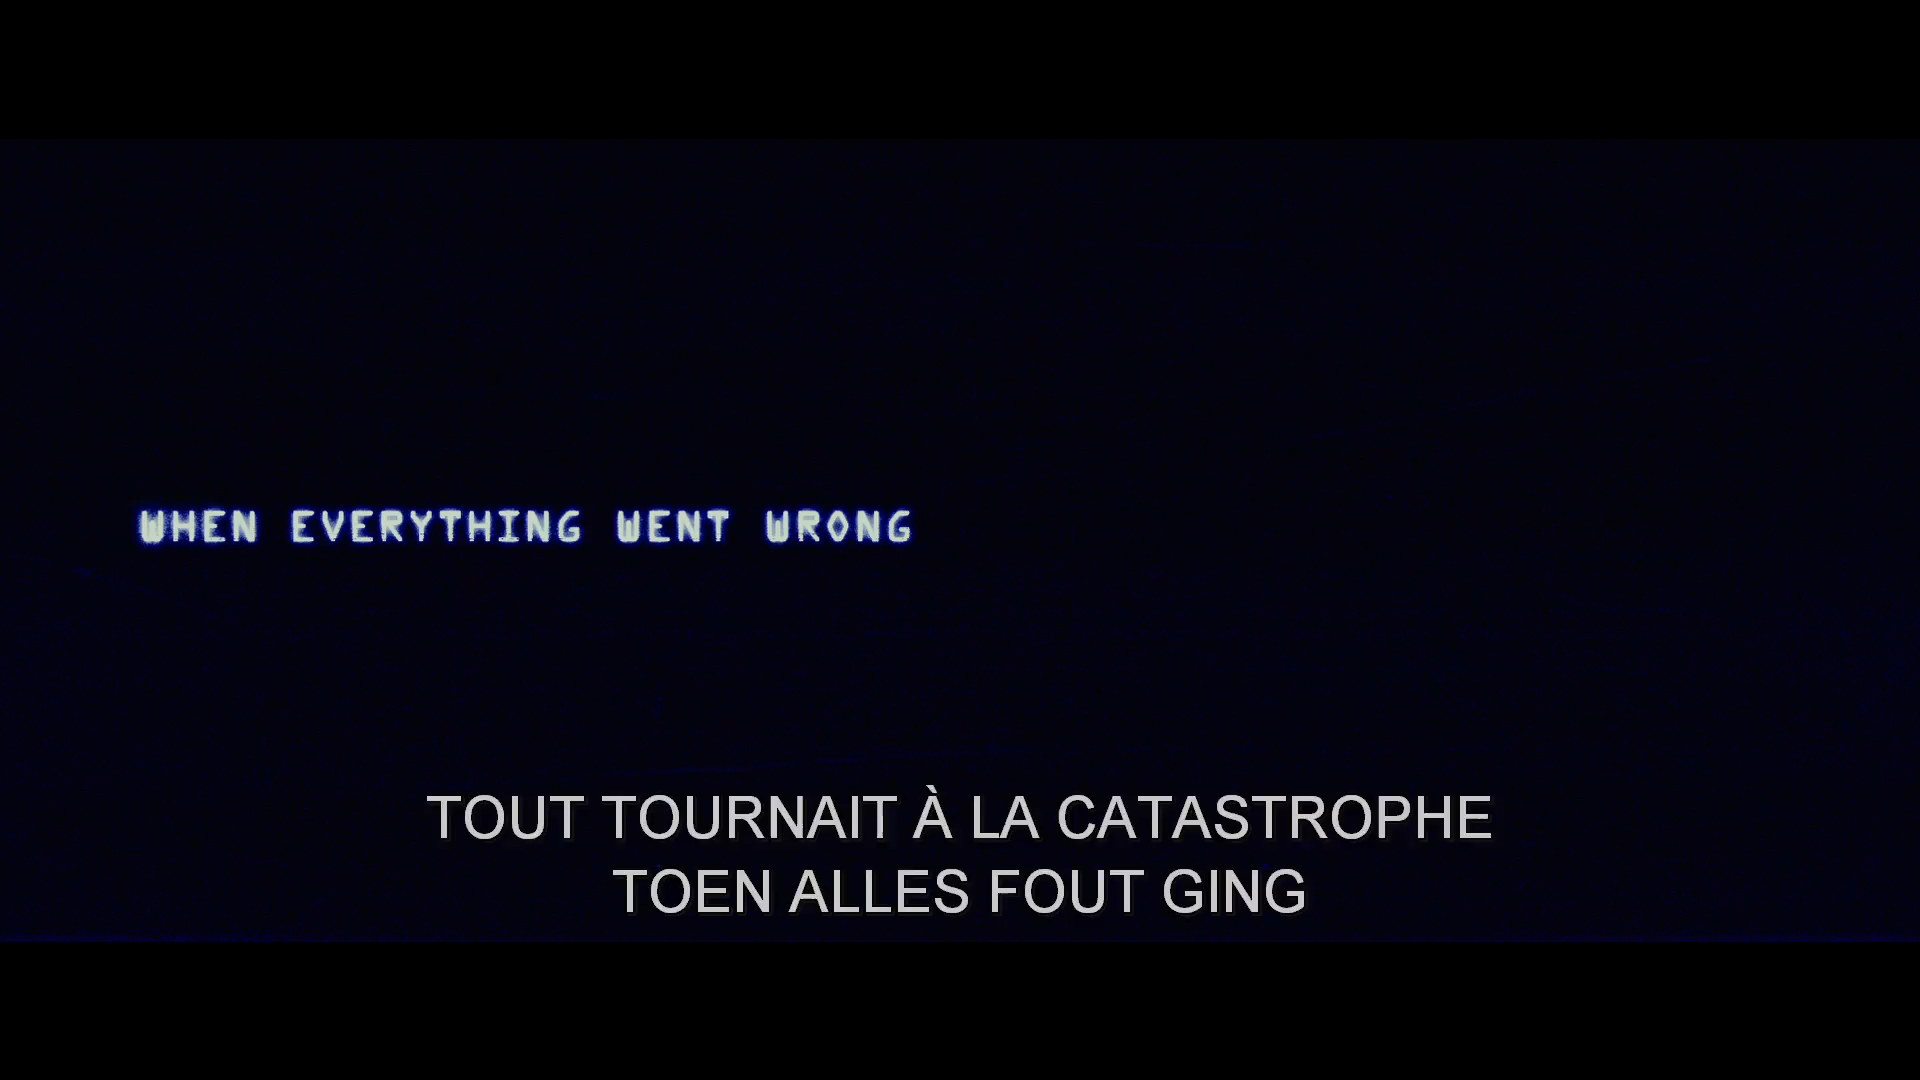 WHEN EVERYTHING WENT WRONG
TOUT TOURNAIT À LA CATASTROPHE
TOEN ALLES FOUT GING